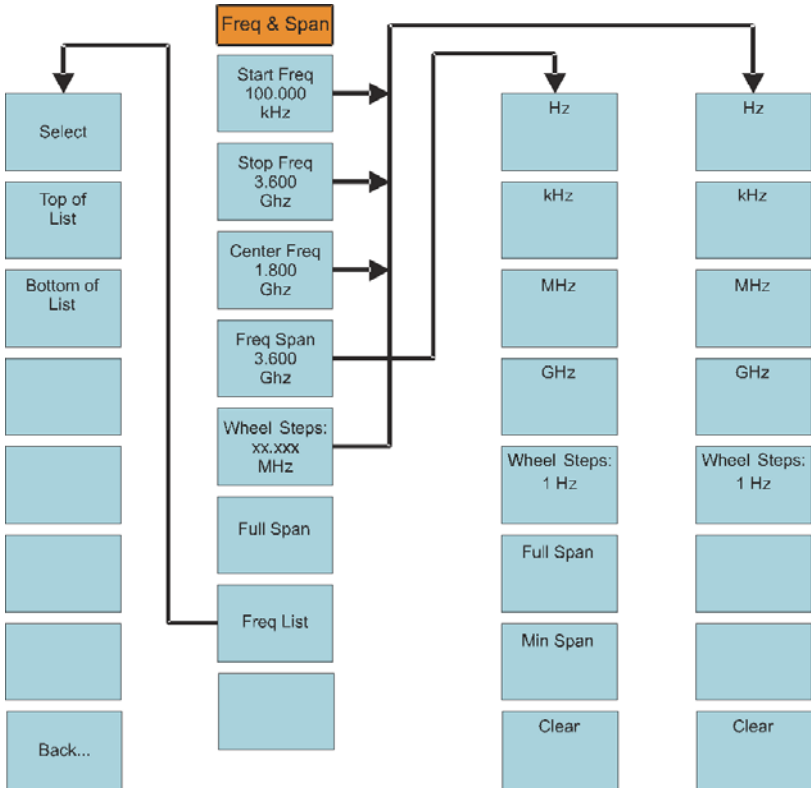 Freq & Span
Select
Top of
List
Bottom of
List
Back...
Start Freq
100.000
kHz
Stop Freq
3.600
Ghz
Center Freq
1.800
Ghz
Freq Span
3.600
Ghz
Wheel Steps:
xx.xxx
MHz
Full Span
Freq List
Hz
kHz
MHz
GHz
Wheel Steps:
1 Hz
Full Span
Min Span
Clear
Hz
kHz
MHz
GHz
Wheel Steps:
1 Hz
Clear